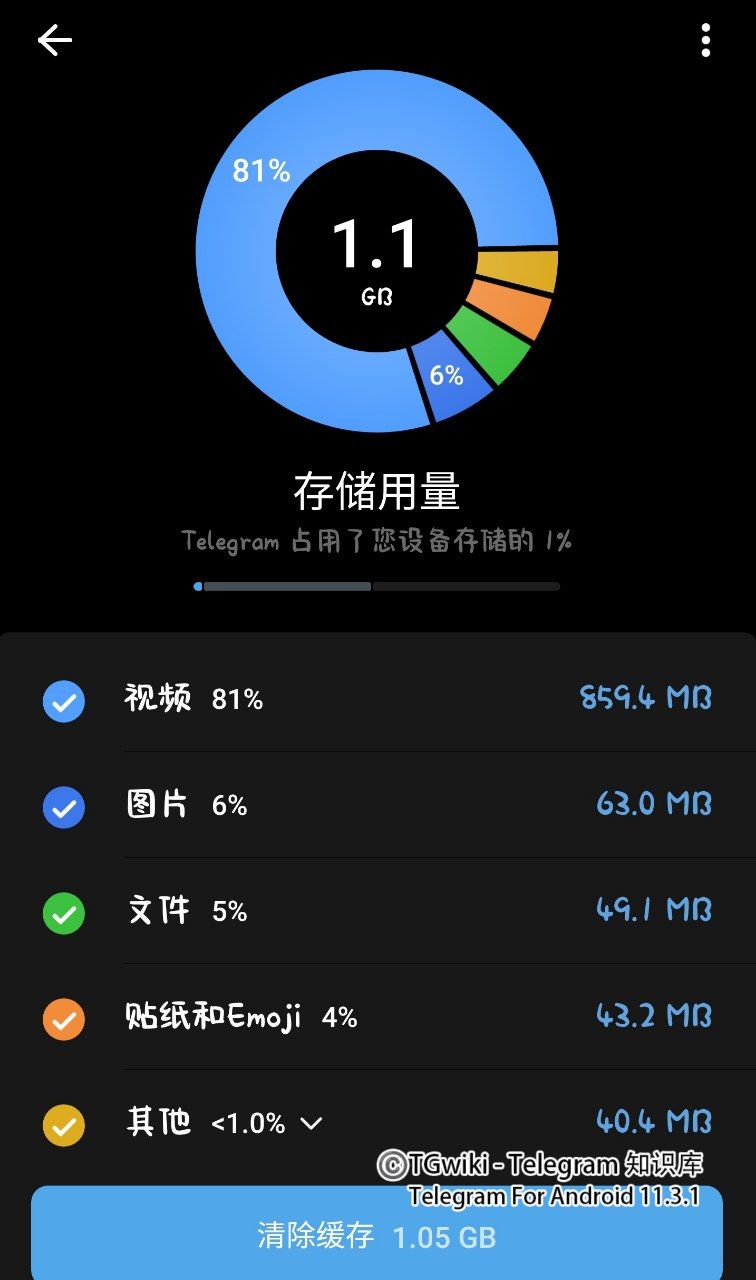 81%
1.1
GB
6%
存储用量
Telegram 占用了您设备存储的 1%
视频 81% 859.4 MB
图片 6% 63.0 MB
文件 5% 49.1 MB
贴纸和Emoji 4% 43.2 MB
其他 <1.0% 40.4 MB
©TGwiki - Telegram 知识库
Telegram For Android 11.3.1
清除缓存 1.05 GB